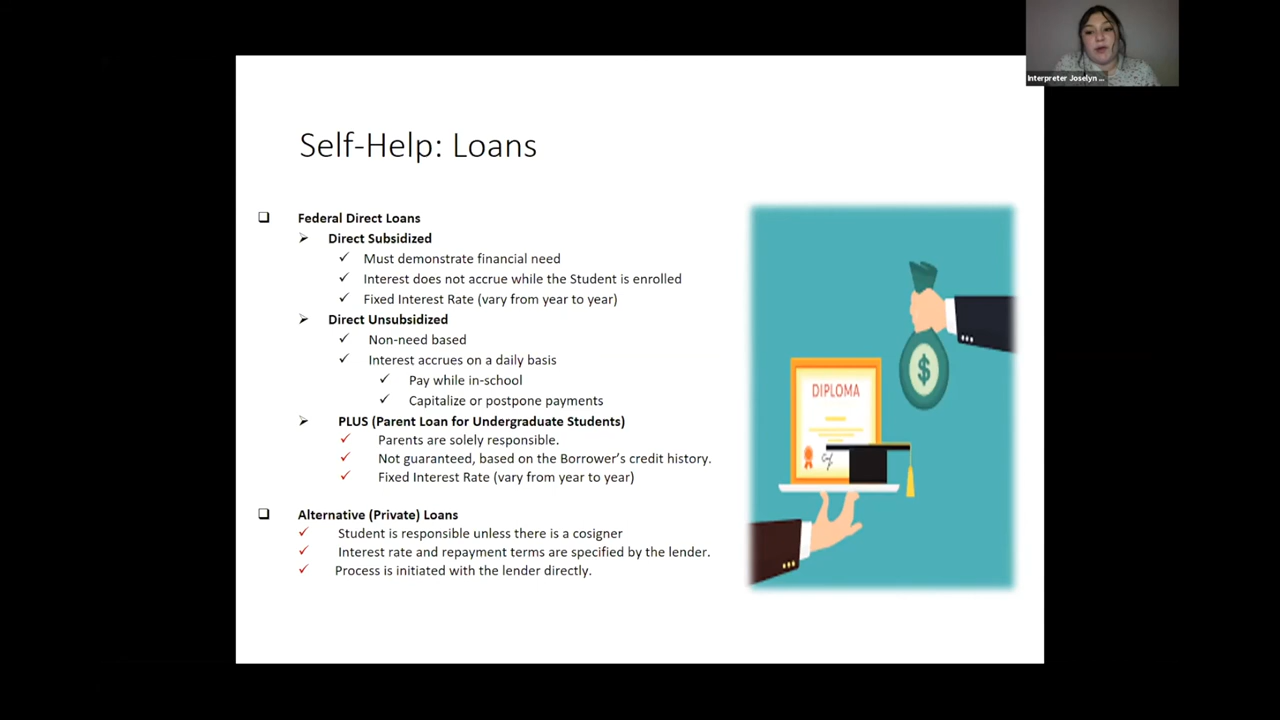 Interpreter Joselyn ...
Self-Help: Loans
Federal Direct Loans
Direct Subsidized
Must demonstrate financial need
Interest does not accrue while the Student is enrolled
Fixed Interest Rate (vary from year to year)
Direct Unsubsidized
Non-need based
Interest accrues on a daily basis
Pay while in-school
Capitalize or postpone payments
PLUS (Parent Loan for Undergraduate Students)
Parents are solely responsible.
Not guaranteed, based on the Borrower’s credit history.
Fixed Interest Rate (vary from year to year)
Alternative (Private) Loans
Student is responsible unless there is a cosigner
Interest rate and repayment terms are specified by the lender.
Process is initiated with the lender directly.
$
DIPLOMA